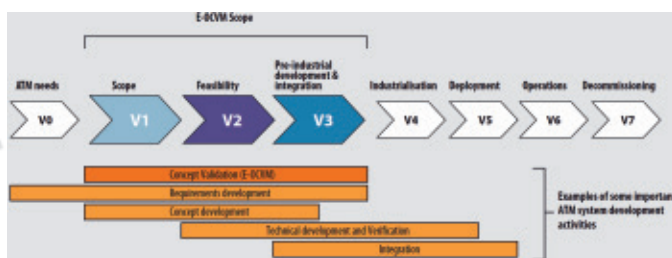 E-OCVM Scope
ATM needs
Scope
Feasibility
Pre-industrial
development &
integration
Industrialisation
Deployment
Operations
Decommissioning
V0
V1
V2
V3
V4
V5
V6
V7
Concept Validation (E-OCVM)
Requirements development
Concept development
Technical development and Verification
Integration
Examples of some important
ATM system development
activities